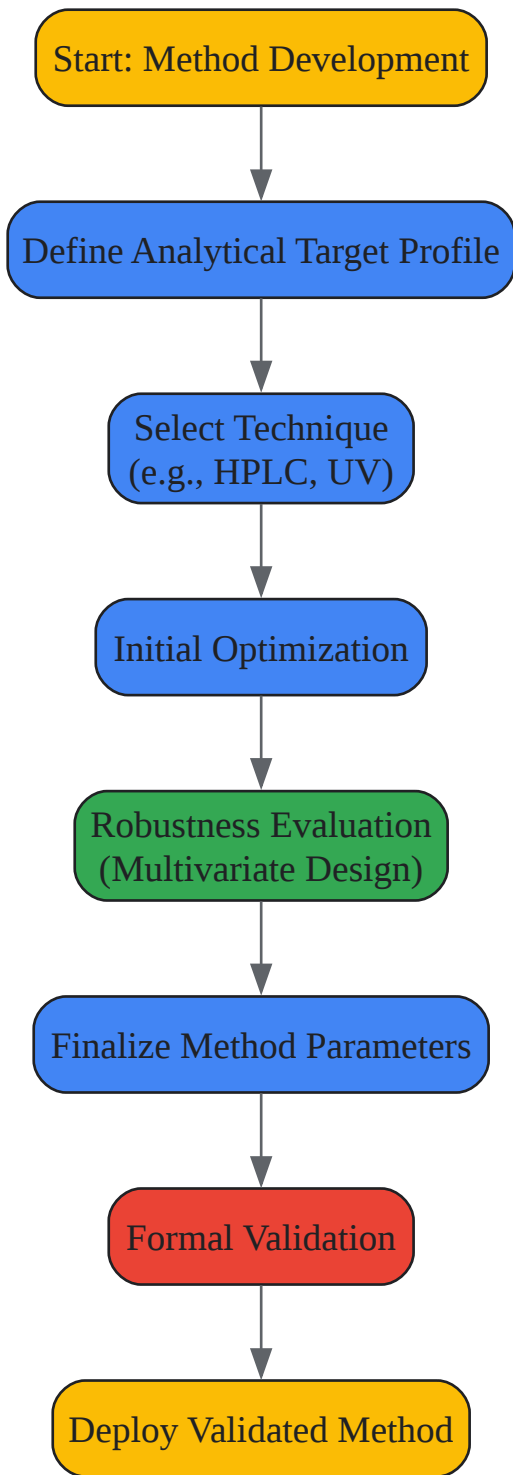 Start: Method Development
Define Analytical Target Profile
Select Technique
(e.g., HPLC, UV)
Initial Optimization
Robustness Evaluation
(Multivariate Design)
Finalize Method Parameters
Formal Validation
Deploy Validated Method